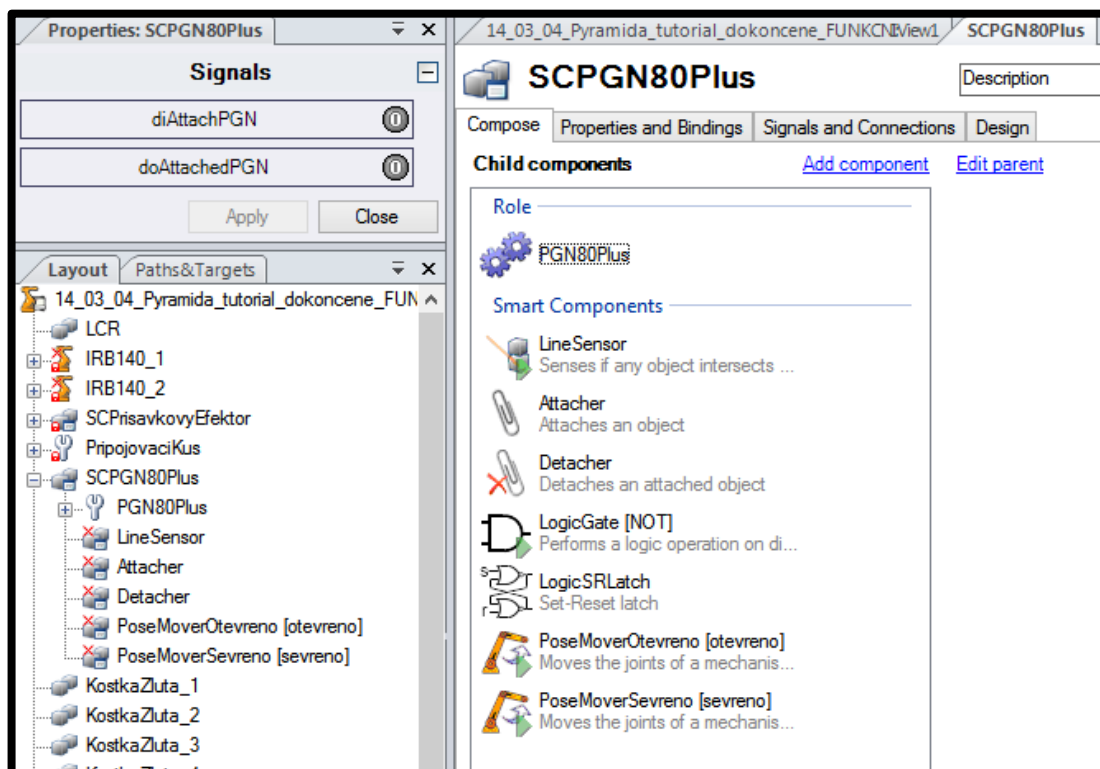 Properties: SCPGN80Plus
Signals
diAttachPGN
doAttachedPGN
Apply
Close
Layout
Paths&Targets
14_03_04_Pyramida_tutorial_dokoncene_FUN
LCR
IRB140_1
IRB140_2
SCPrisavkovyEfektor
PripojovaciKus
SCPGN80Plus
PGN80Plus
LineSensor
Attacher
Detacher
PoseMoverOtevreno [otevreno]
PoseMoverSevreno [sevreno]
KostkaZluta_1
KostkaZluta_2
KostkaZluta_3
14_03_04_Pyramida_tutorial_dokoncene_FUNKCNI:View1
SCPGN80Plus
SCPGN80Plus
Description
Compose
Properties and Bindings
Signals and Connections
Design
Child components
Add component
Edit parent
Role
PGN80Plus
Smart Components
LineSensor
Senses if any object intersects ...
Attacher
Attaches an object
Detacher
Detaches an attached object
LogicGate [NOT]
Performs a logic operation on di...
LogicSRLatch
Set-Reset latch
PoseMoverOtevreno [otevreno]
Moves the joints of a mechanis...
PoseMoverSevreno [sevreno]
Moves the joints of a mechanis...